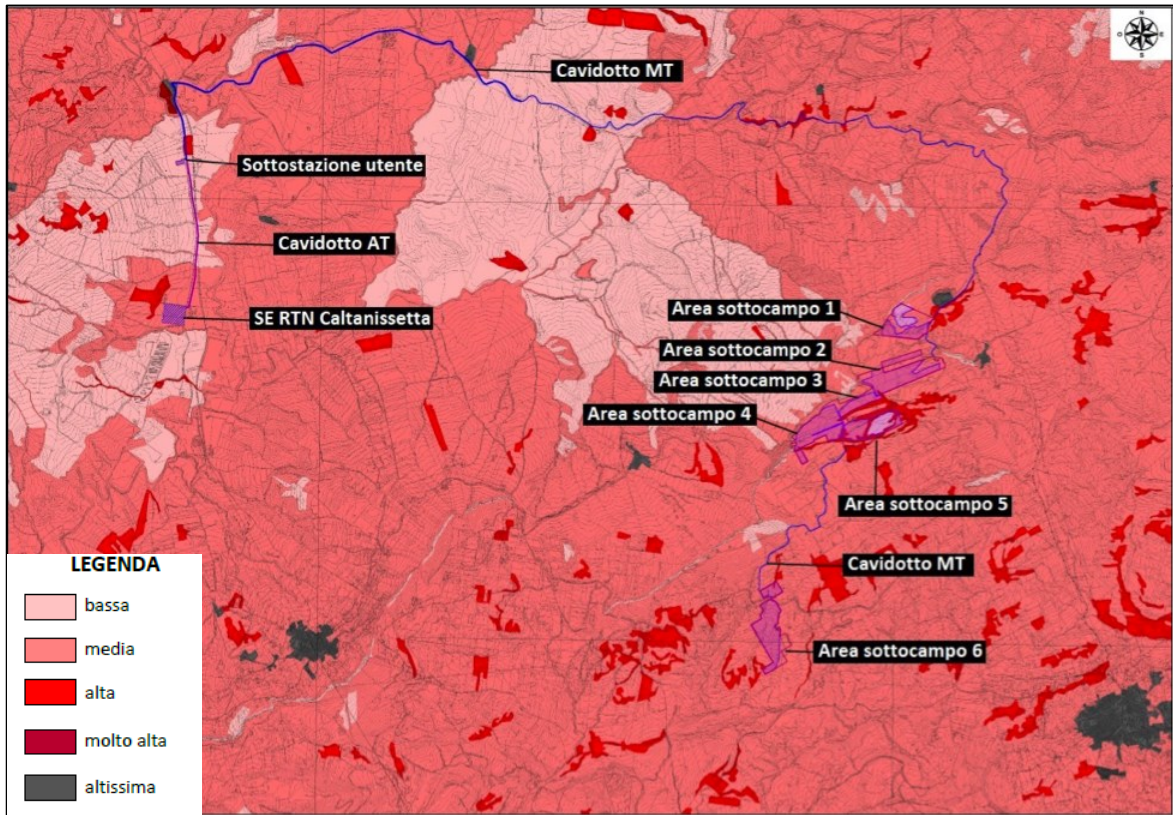 N
O
E
S
Cavidotto MT
Sottostazione utente
Cavidotto AT
SE RTN Caltanissetta
Area sottocampo 1
Area sottocampo 2
Area sottocampo 3
Area sottocampo 4
Area sottocampo 5
Cavidotto MT
Area sottocampo 6
LEGENDA
bassa
media
alta
molto alta
altissima